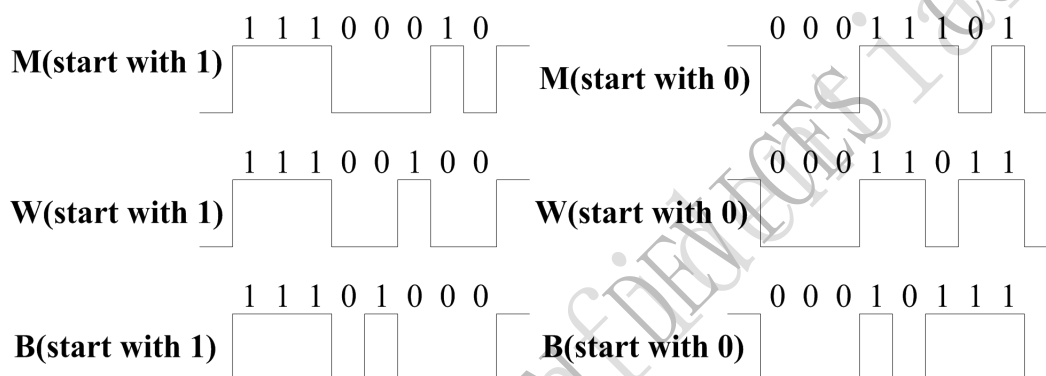 1 1 1 0 0 0 1 0
M(start with 1)
0 0 0 1 1 1 0 1
M(start with 0)
1 1 1 0 0 1 0 0
W(start with 1)
0 0 0 1 1 0 1 1
W(start with 0)
1 1 1 0 1 0 0 0
B(start with 1)
0 0 0 1 0 1 1 1
B(start with 0)
DEVICES